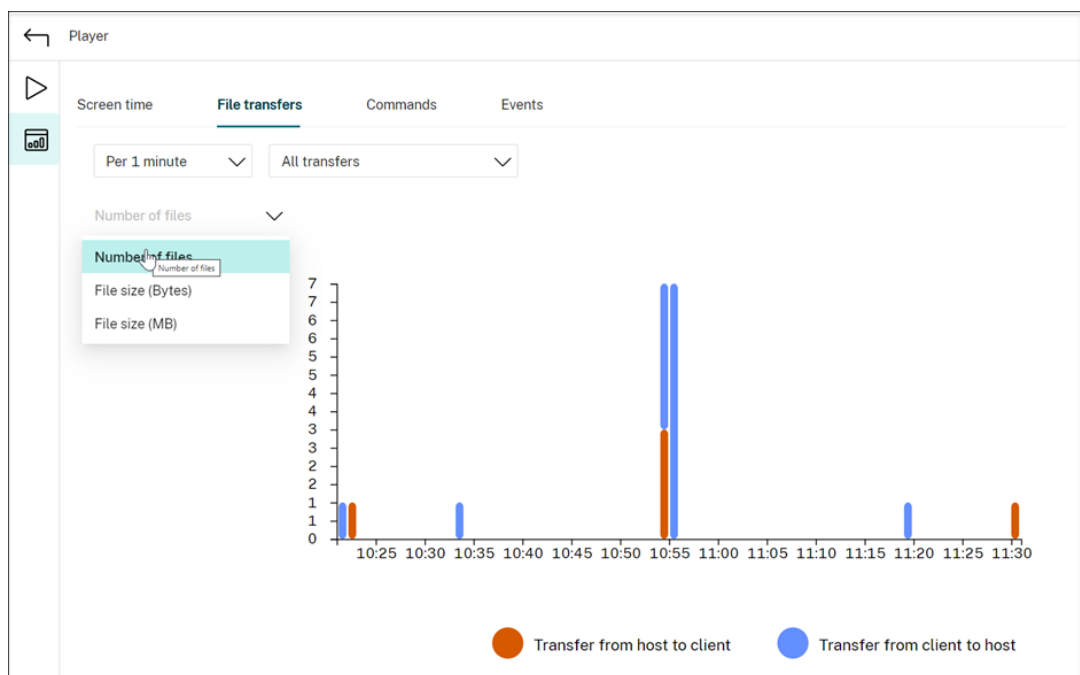 Player
Screen time File transfers Commands Events
Per 1 minute All transfers
Number of files
Number of files
Number of files
File size (Bytes)
File size (MB)
7
7
6
6
5
5
4
4
3
3
2
2
1
1
0
10:25 10:30 10:35 10:40 10:45 10:50 10:55 11:00 11:05 11:10 11:15 11:20 11:25 11:30
Transfer from host to client Transfer from client to host